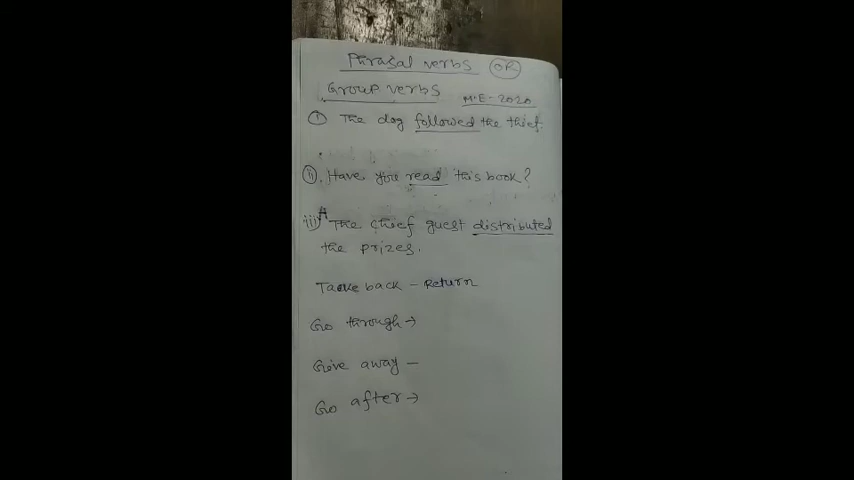 Phrasal verbs OR
Group verbs M.E-2020
i The dog followed the thief.
ii. Have you read this book?
iii) The chief guest distributed
the prizes.
Take back - Return
Go through →
Give away -
Go after →